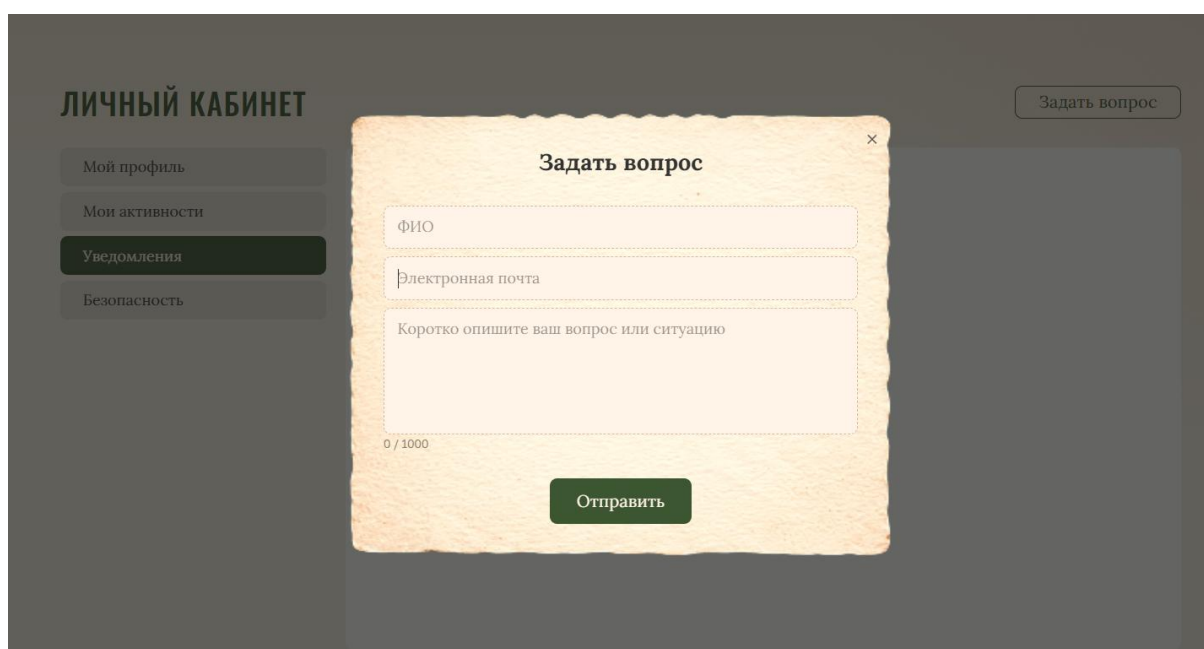 ЛИЧНЫЙ КАБИНЕТ
Задать вопрос
Мой профиль
Мои активности
Уведомления
Безопасность
×
Задать вопрос
ФИО
Электронная почта
Коротко опишите ваш вопрос или ситуацию
0 / 1000
Отправить